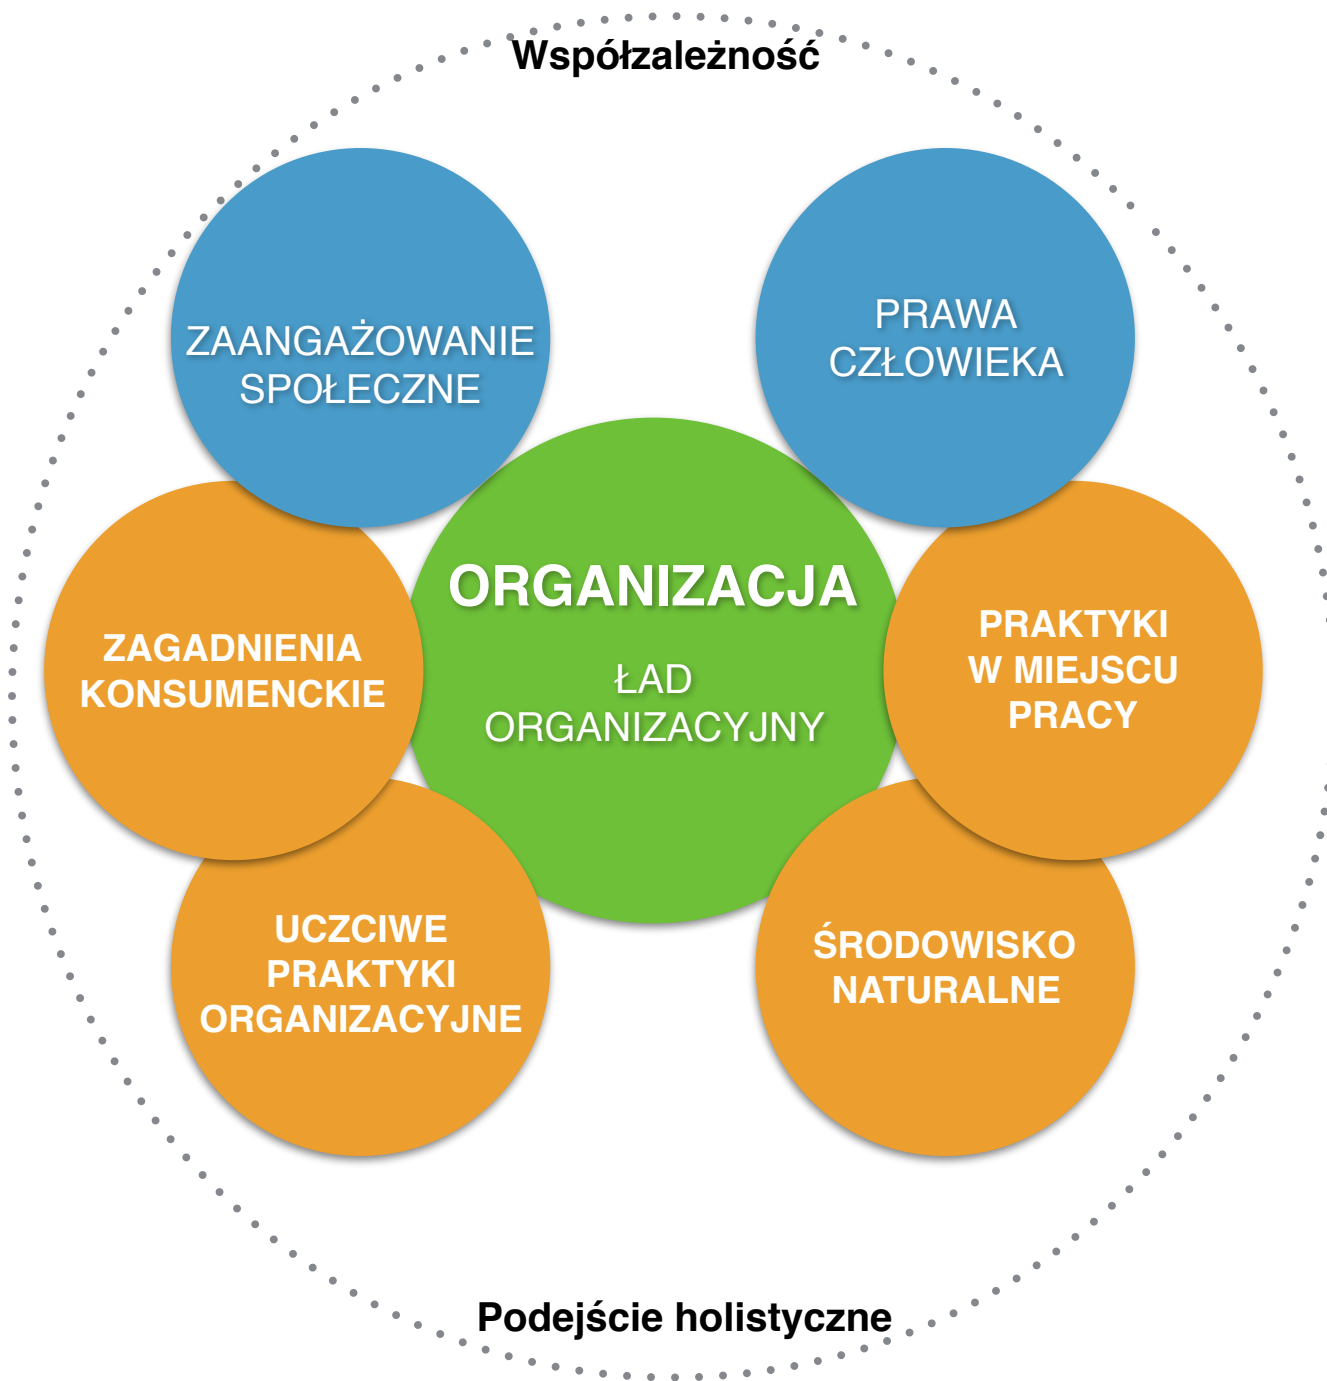 Współzależność
ZAANGAŻOWANIE
SPOŁECZNE
PRAWA
CZŁOWIEKA
ORGANIZACJA
ŁAD
ORGANIZACYJNY
ZAGADNIENIA
KONSUMENCKIE
PRAKTYKI
W MIEJSCU
PRACY
UCZCIWE
PRAKTYKI
ORGANIZACYJNE
ŚRODOWISKO
NATURALNE
Podejście holistyczne